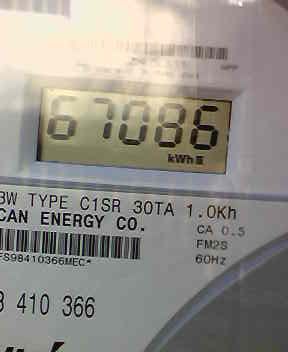 67086
kWh
BW TYPE C1SR 30TA 1.0Kh
CAN ENERGY CO.
CA 0.5
FM2S
FS98410366MEC*
60Hz
410 366